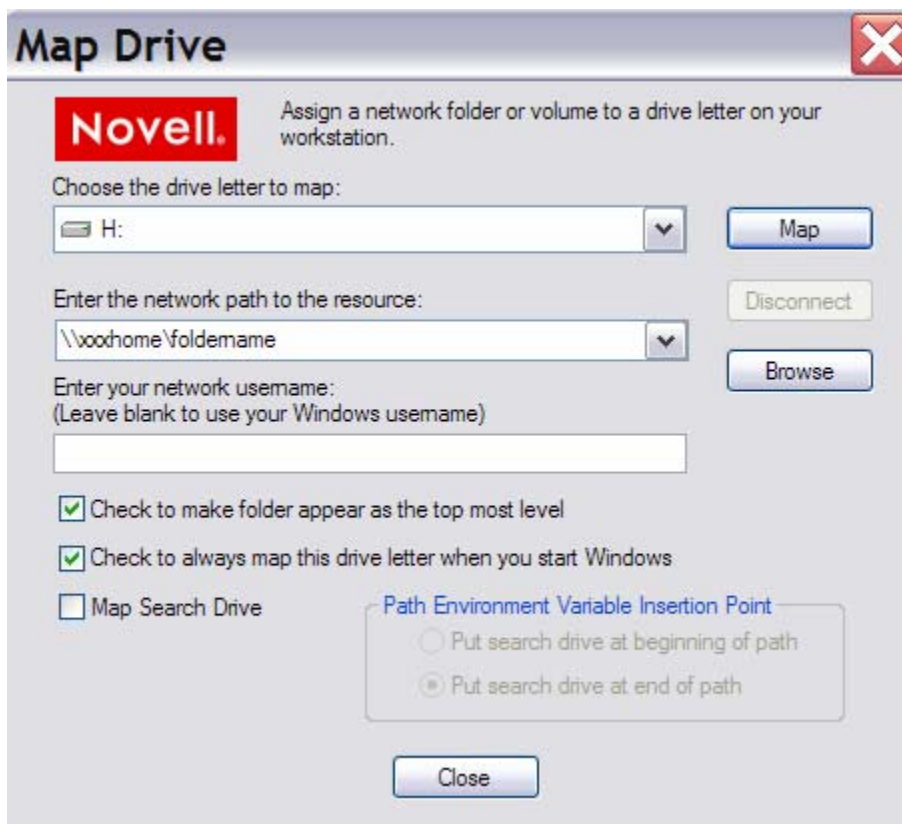 Map Drive
Novell.
Assign a network folder or volume to a drive letter on your
workstation.
Choose the drive letter to map:
H:
Map
Enter the network path to the resource:
Disconnect
\\xxxhome\foldername
Browse
Enter your network username:
(Leave blank to use your Windows username)
Check to make folder appear as the top most level
Check to always map this drive letter when you start Windows
Map Search Drive
Path Environment Variable Insertion Point
Put search drive at beginning of path
Put search drive at end of path
Close